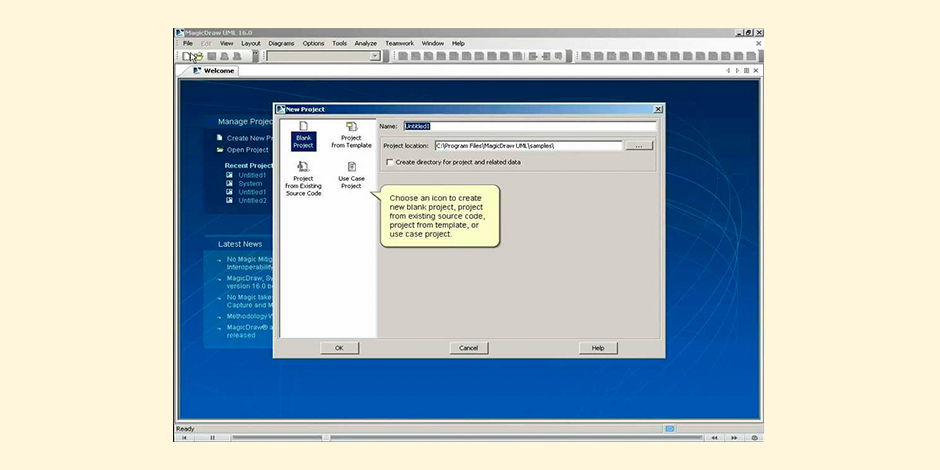 MagicDraw UML 16.0
File Edit View Layout Diagrams Options Tools Analyze Teamwork Window Help
Welcome
Manage Projec
Create New P
Open Project
Recent Project
Untitled1
System
Untitled1
Untitled2
Latest News
No Magic Mitig
Interoperability
MagicDraw, Sy
version 16.0 b
No Magic take
Capture and M
Methodology W
MagicDraw® a
released
New Project
Blank
Project
Project
from Template
Project
from Existing
Source Code
Use Case
Project
Name: Untitled1
Project location: C:\Program Files\MagicDraw UML\samples\
...
Create directory for project and related data
Choose an icon to create
new blank project, project
from existing source code,
project from template, or
use case project.
OK Cancel Help
Ready